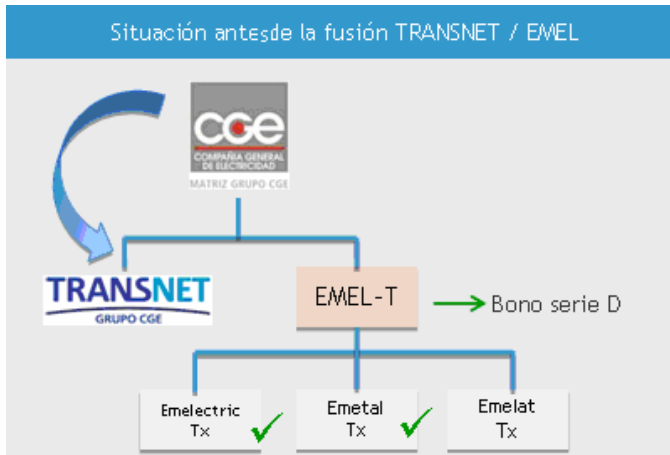 Situación antesde la fusión TRANSNET / EMEL
cge
COMPAÑIA GENERAL
DE ELECTRICIDAD
MATRIZ GRUPO CGE
TRANSNET
GRUPO CGE
EMEL-T
Bono serie D
Emelectric
Tx
Emetal
Tx
Emelat
Tx